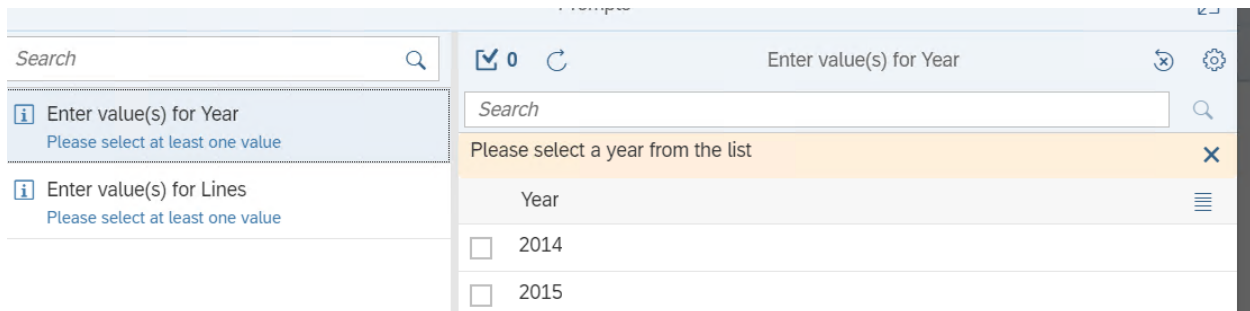 Search
Enter value(s) for Year
Please select at least one value
Enter value(s) for Lines
Please select at least one value
0
Enter value(s) for Year
Search
Please select a year from the list
Year
2014
2015